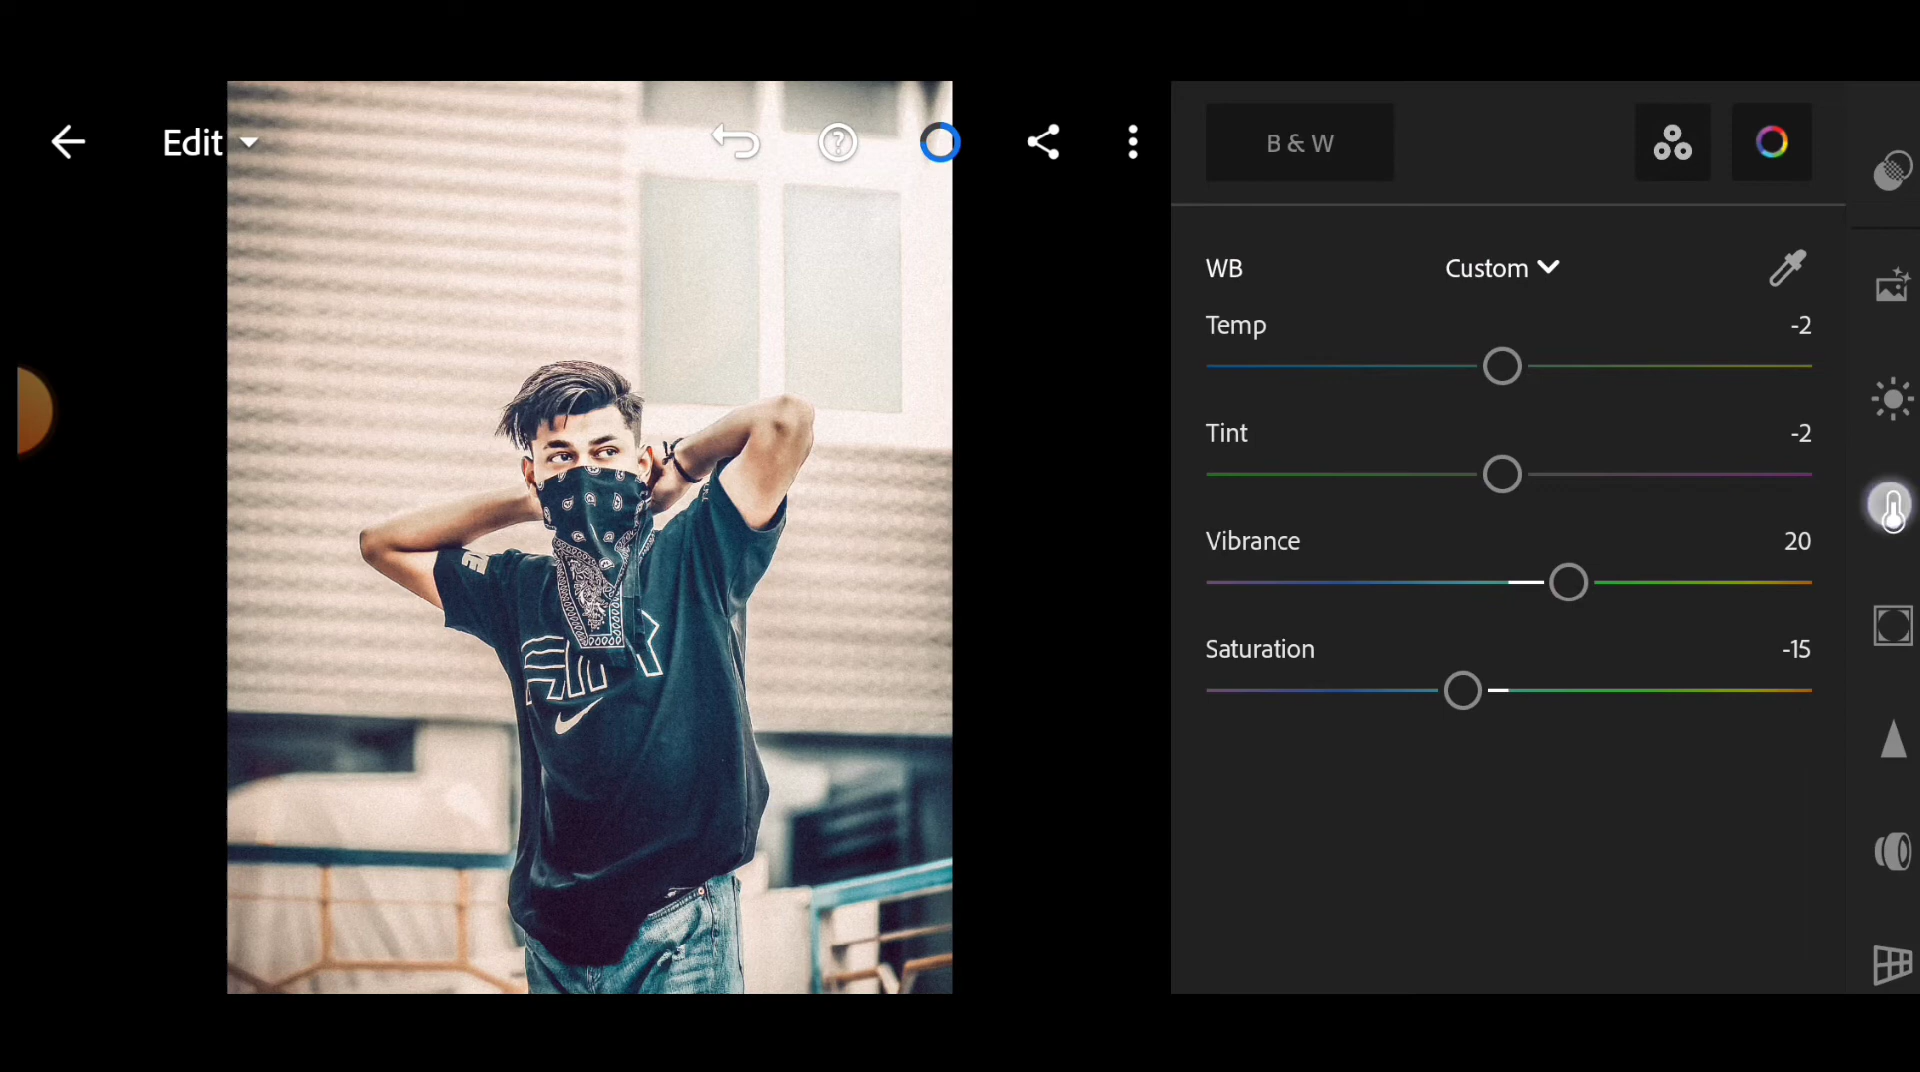 Edit
B & W
WB Custom
Temp -2
Tint -2
Vibrance 20
Saturation -15